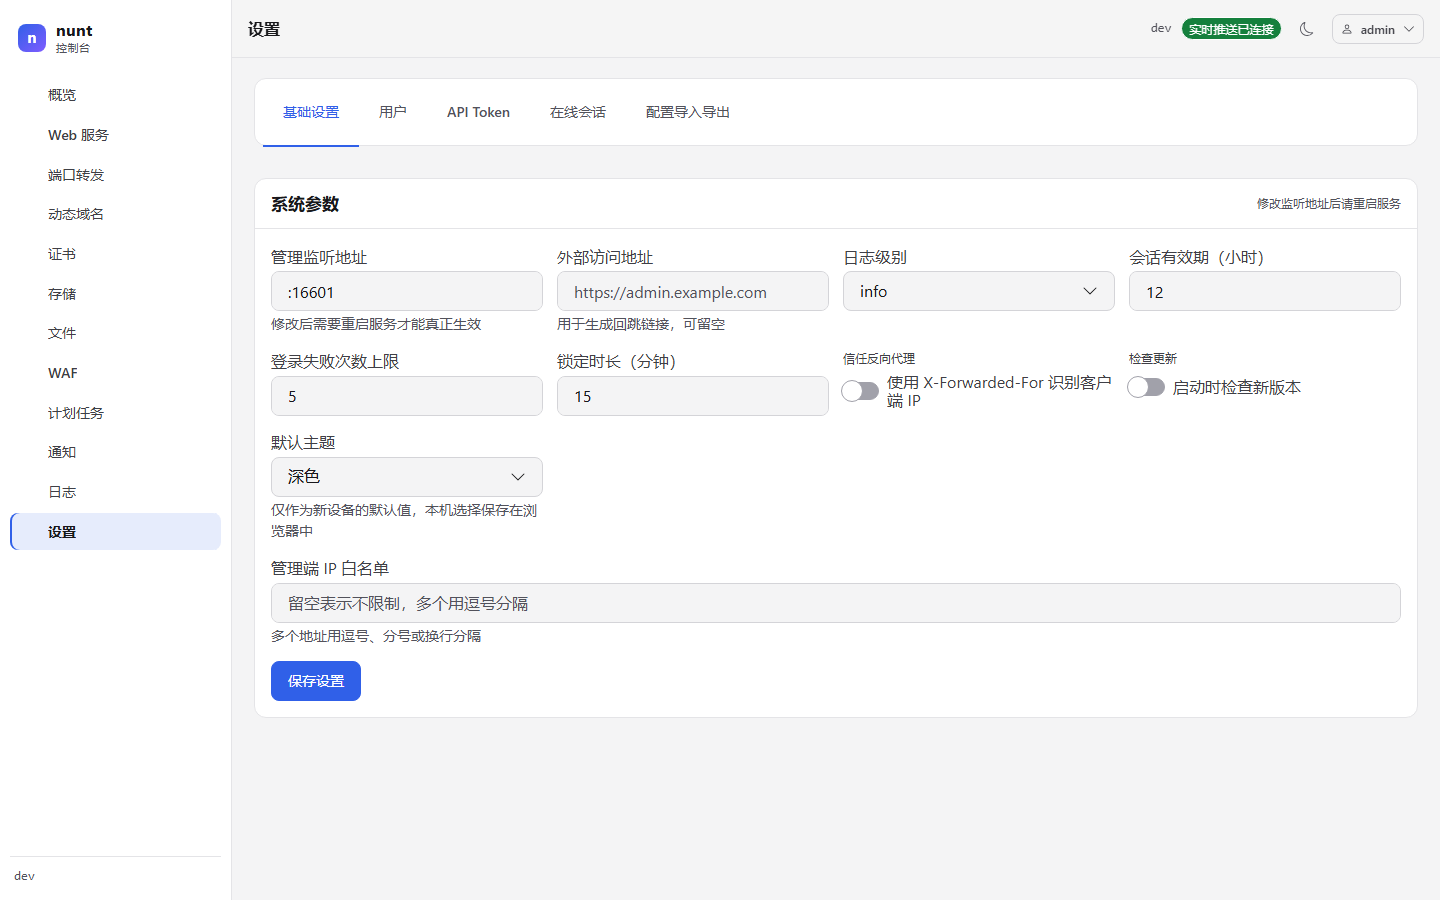 n
nunt
控制台
概览
Web 服务
端口转发
动态域名
证书
存储
文件
WAF
计划任务
通知
日志
设置
dev
设置
dev
实时推送已连接
admin
基础设置
用户
API Token
在线会话
配置导入导出
系统参数
修改监听地址后请重启服务
管理监听地址
:16601
修改后需要重启服务才能真正生效
外部访问地址
https://admin.example.com
用于生成回跳链接，可留空
日志级别
info
会话有效期（小时）
12
登录失败次数上限
5
锁定时长（分钟）
15
信任反向代理
使用 X-Forwarded-For 识别客户
端 IP
检查更新
启动时检查新版本
默认主题
深色
仅作为新设备的默认值，本机选择保存在浏
览器中
管理端 IP 白名单
留空表示不限制，多个用逗号分隔
多个地址用逗号、分号或换行分隔
保存设置